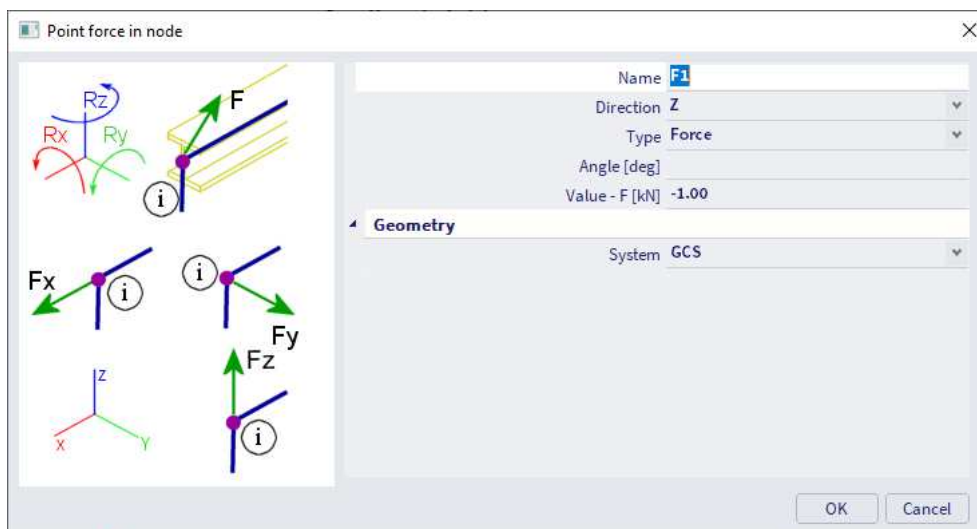 Point force in node
Rz
Rx
Ry
F
i
Fx
i
i
Fy
Fz
i
Z
X
Y
Name F1
Direction Z
Type Force
Angle [deg]
Value - F [kN] -1.00
Geometry
System GCS
OK Cancel